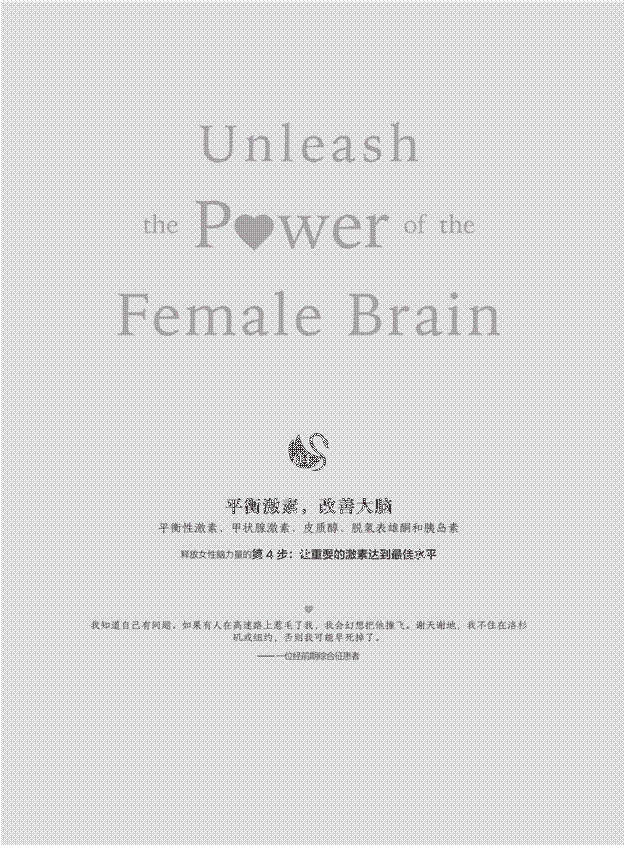 Unleash
the Power of the
Female Brain
平衡激素，改善大脑
平衡性激素、甲状腺激素、皮质醇、脱氢表雄酮和胰岛素
释放女性脑力量的第 4 步：让重要的激素达到最佳水平
我知道自己有问题。如果有人在高速路上惹毛了我，我会幻想把他撞飞。谢天谢地，我不住在洛杉
矶或纽约，否则我可能早死掉了。
—— 一位经前期综合征患者